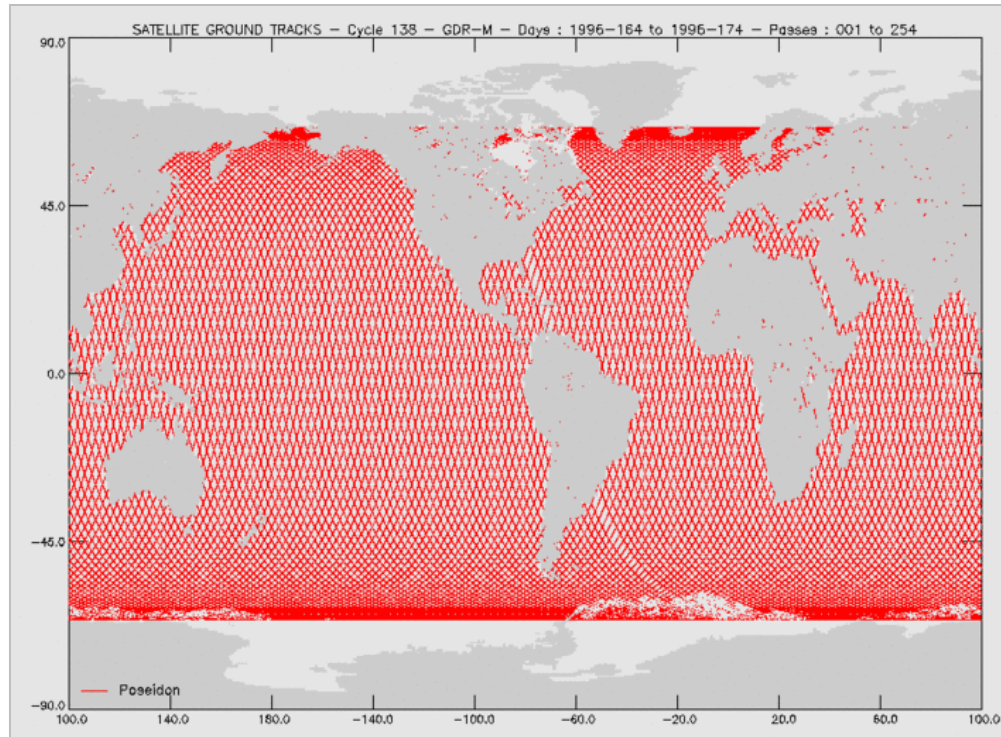 SATELLITE GROUND TRACKS - Cycle 138 - GDR-M - Days : 1996-164 to 1996-174 - Passes : 001 to 254
90.0
45.0
0.0
-45.0
-90.0
Poseidon
100.0 140.0 180.0 -140.0 -100.0 -60.0 -20.0 20.0 60.0 100.0